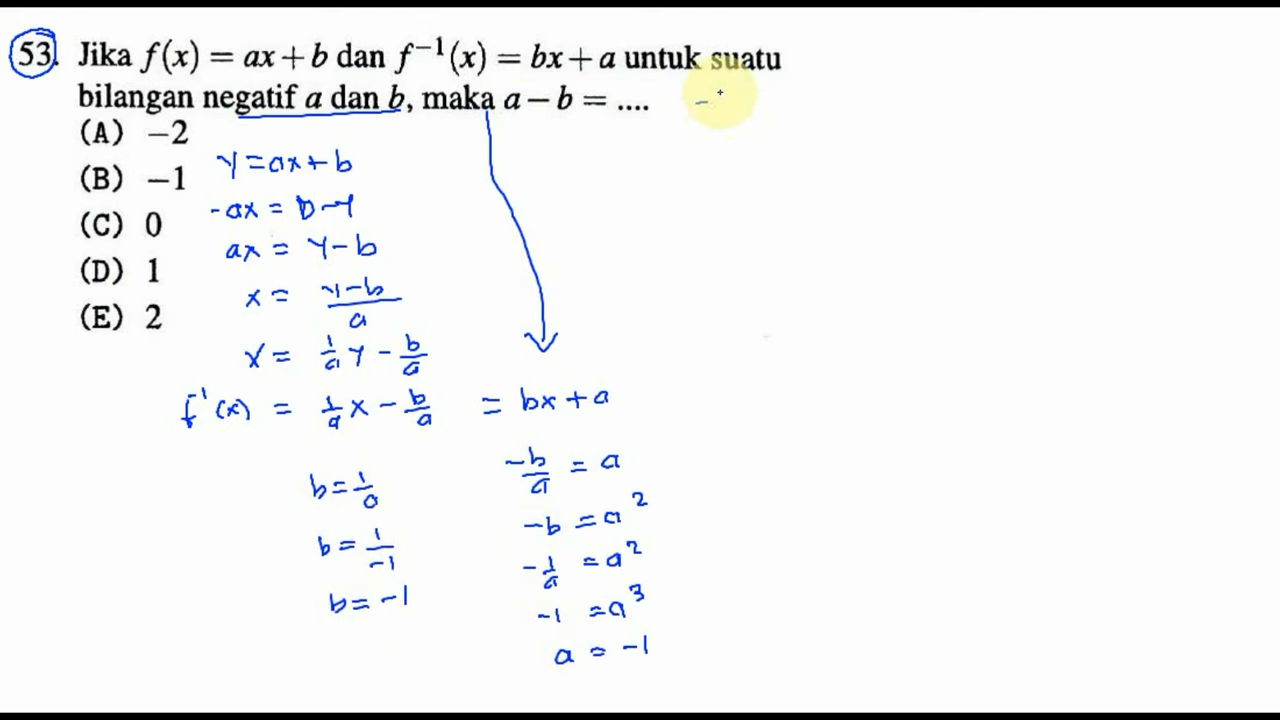 53. Jika f(x) = ax + b dan f⁻¹(x) = bx + a untuk suatu
bilangan negatif a dan b, maka a − b = ....
(A) −2
(B) −1
(C) 0
(D) 1
(E) 2
y = ax + b
-ax = b - y
ax = y - b
x = (y-b)/a
x = 1/a y - b/a
f⁻¹(x) = 1/a x - b/a = bx + a
b = 1/a
b = 1/-1
b = -1
-b/a = a
-b = a²
-1/a = a²
-1 = a³
a = -1
-